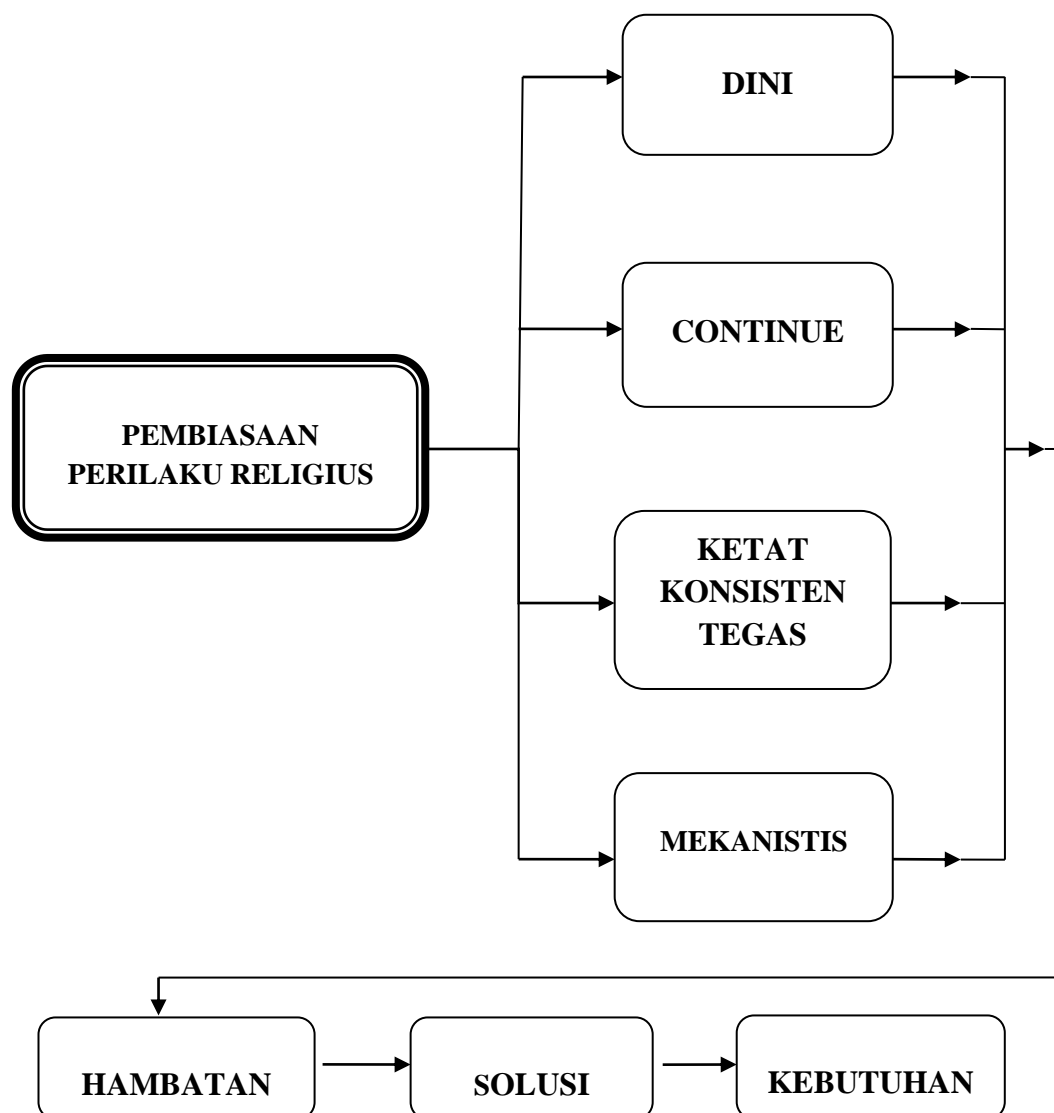 DINI
CONTINUE
PEMBIASAAN
PERILAKU RELIGIUS
KETAT
KONSISTEN
TEGAS
MEKANISTIS
HAMBATAN
SOLUSI
KEBUTUHAN